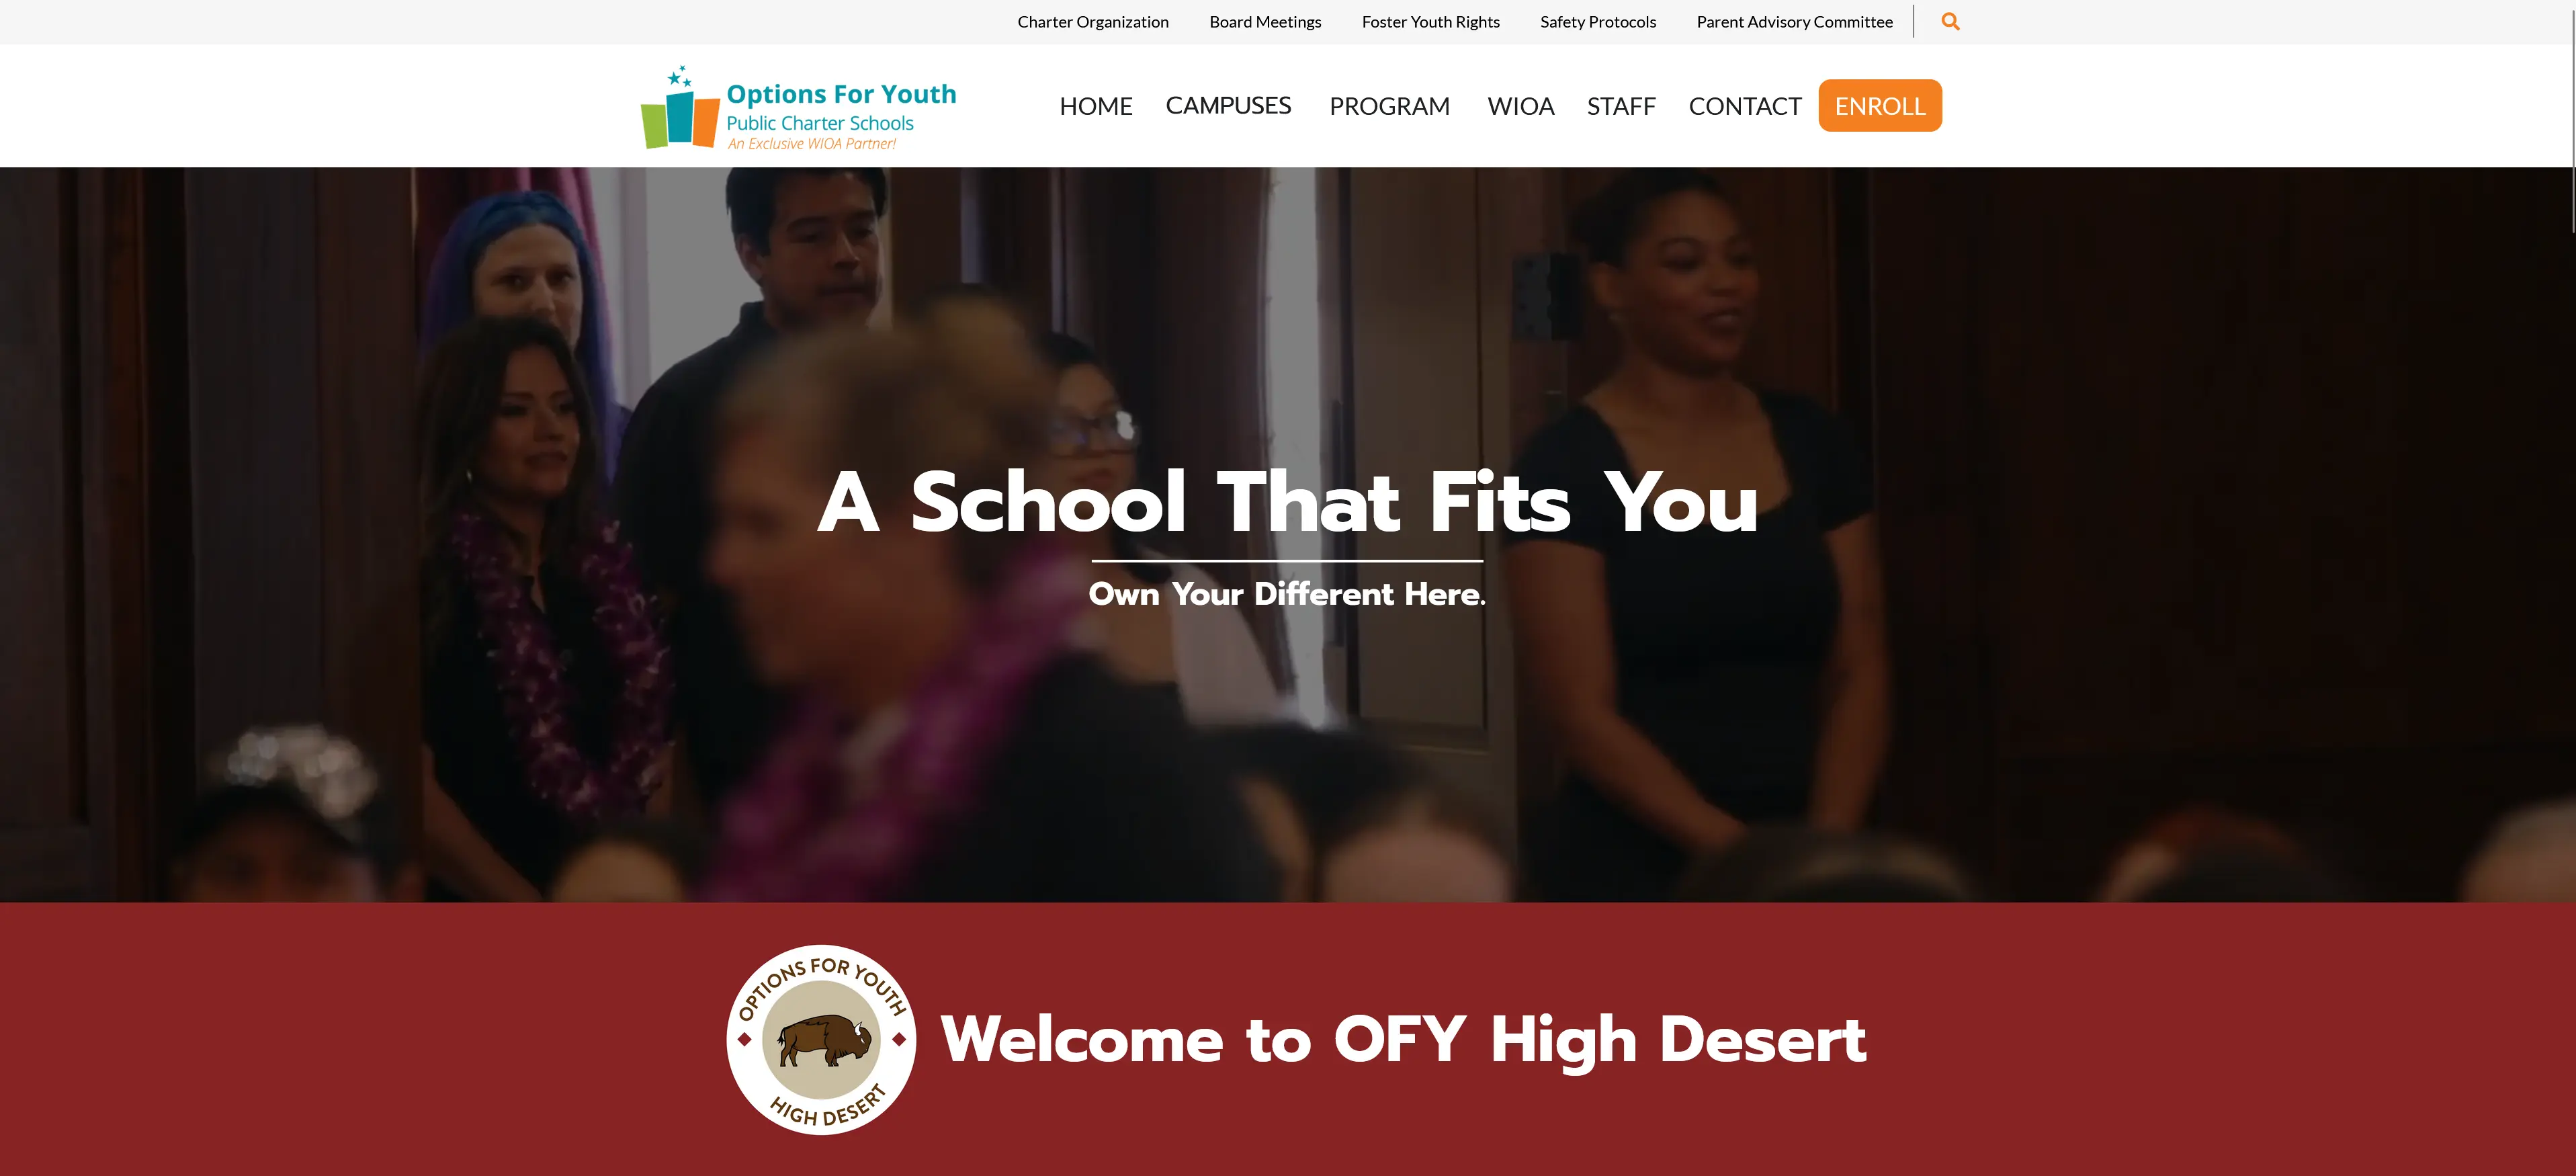 Charter Organization
Board Meetings
Foster Youth Rights
Safety Protocols
Parent Advisory Committee
Options For Youth
Public Charter Schools
An Exclusive WIOA Partner!
HOME
CAMPUSES
PROGRAM
WIOA
STAFF
CONTACT
ENROLL
A School That Fits You
Own Your Different Here.
OPTIONS FOR YOUTH
HIGH DESERT
Welcome to OFY High Desert